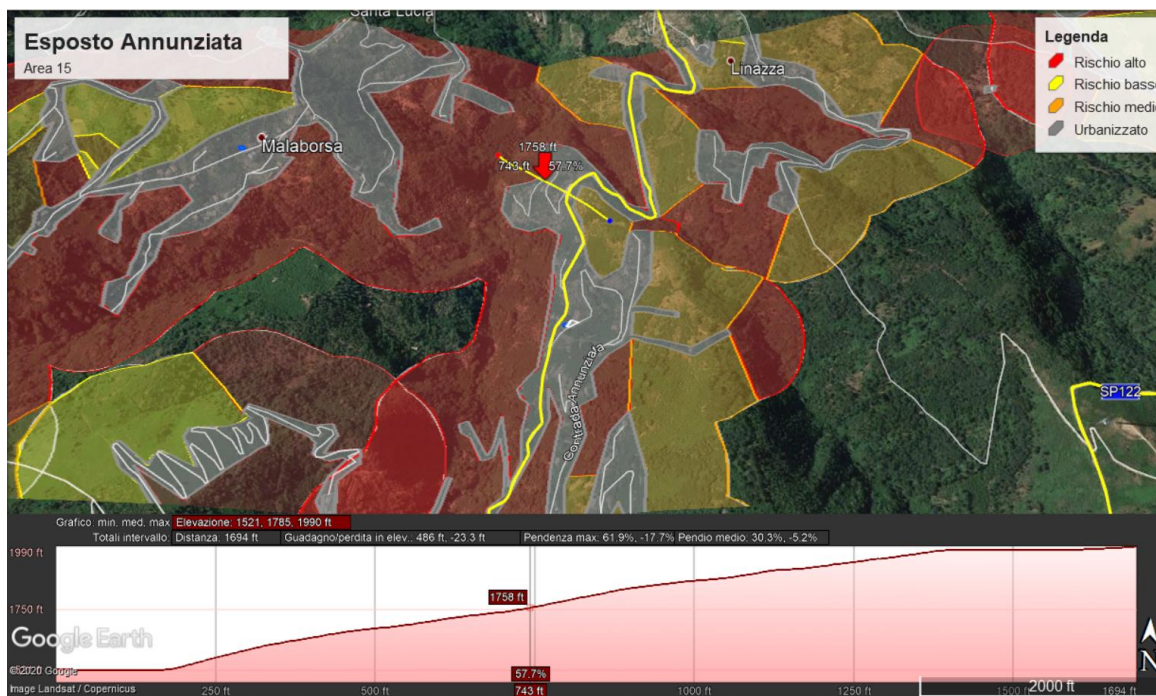 Santa Lucia
Esposto Annunziata
Area 15
Legenda
Rischio alto
Rischio basso
Rischio medio
Urbanizzato
Linazza
Malaborsa
1758 ft
743 ft 57.7%
Contrada Annunziata
SP122
Grafico: min. med. max Elevazione: 1521, 1785, 1990 ft
Totali intervallo: Distanza: 1694 ft Guadagno/perdita in elev.: 486 ft, -23.3 ft Pendenza max: 61.9%, -17.7% Pendio medio: 30.3%, -5.2%
1990 ft
1758 ft
1750 ft
Google Earth
©2020 Google
57.7%
N
Image Landsat / Copernicus
250 ft 500 ft 743 ft 1000 ft 1250 ft 1500 ft 1694 ft
2000 ft